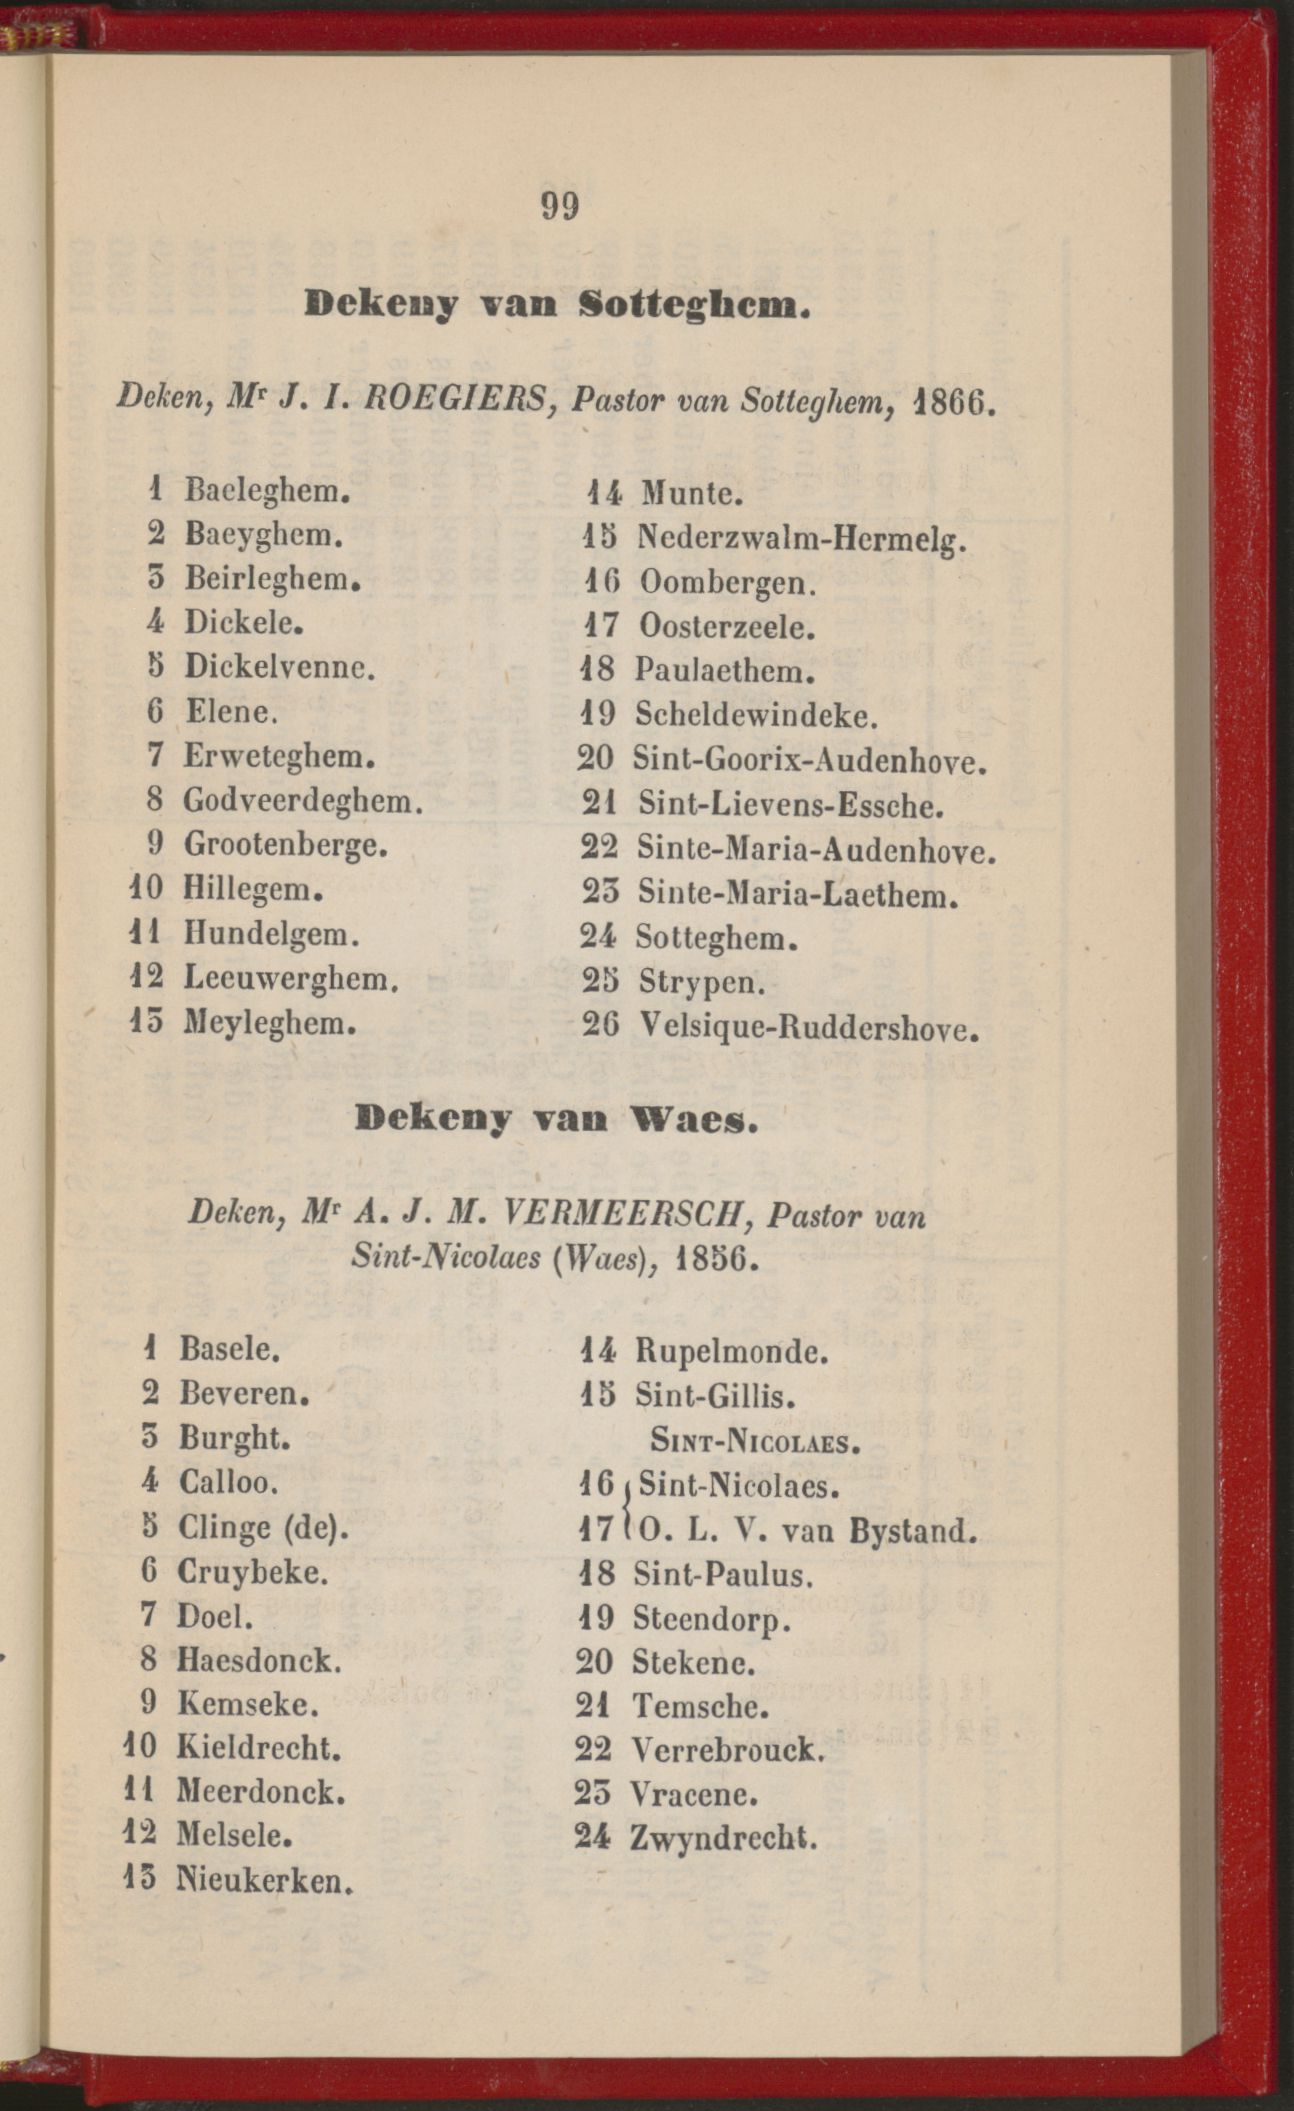 99
Dekeny van Sotteghem.
Deken, Mr J. I. ROEGIERS, Pastor van Sotteghem, 1866.
1 Baeleghem.
2 Baeyghem.
3 Beirleghem.
4 Dickele.
5 Dickelvenne.
6 Elene.
7 Erweteghem.
8 Godveerdeghem.
9 Grootenberge.
10 Hillegem.
11 Hundelgem.
12 Leeuwerghem.
13 Meyleghem.
14 Munte.
15 Nederzwalm-Hermelg.
16 Oombergen.
17 Oosterzeele.
18 Paulaethem.
19 Scheldewindeke.
20 Sint-Goorix-Audenhove.
21 Sint-Lievens-Essche.
22 Sinte-Maria-Audenhove.
23 Sinte-Maria-Laethem.
24 Sotteghem.
25 Strypen.
26 Velsique-Ruddershove.
Dekeny van Waes.
Deken, Mr A. J. M. VERMEERSCH, Pastor van
Sint-Nicolaes (Waes), 1856.
1 Basele.
2 Beveren.
3 Burght.
4 Calloo.
5 Clinge (de).
6 Cruybeke.
7 Doel.
8 Haesdonck.
9 Kemseke.
10 Kieldrecht.
11 Meerdonck.
12 Melsele.
13 Nieukerken.
14 Rupelmonde.
15 Sint-Gillis.
SINT-NICOLAES.
16 Sint-Nicolaes.
17 O. L. V. van Bystand.
18 Sint-Paulus.
19 Steendorp.
20 Stekene.
21 Temsche.
22 Verrebrouck.
23 Vracene.
24 Zwyndrecht.